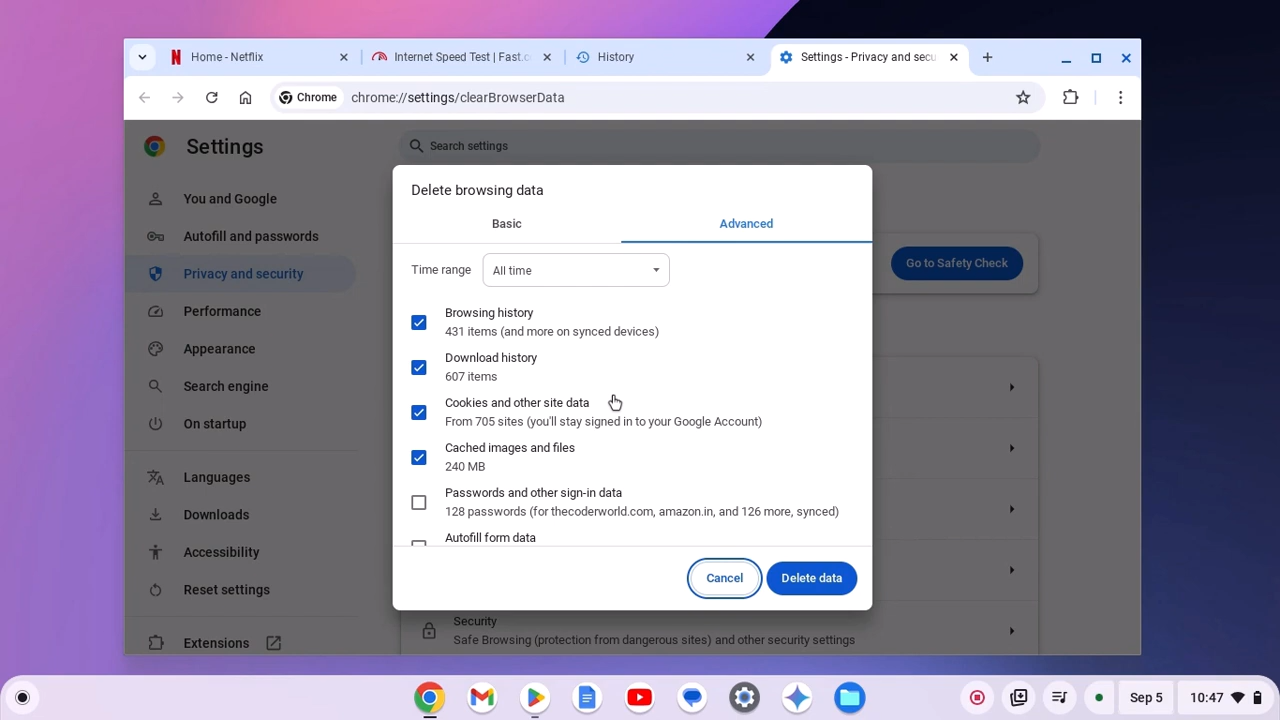 Home - Netflix
Internet Speed Test | Fast.c
History
Settings - Privacy and secu
Chrome
chrome://settings/clearBrowserData
Settings
Search settings
You and Google
Autofill and passwords
Privacy and security
Performance
Appearance
Search engine
On startup
Languages
Downloads
Accessibility
Reset settings
Extensions
Go to Safety Check
Delete browsing data
Basic
Advanced
Time range
All time
Browsing history
431 items (and more on synced devices)
Download history
607 items
Cookies and other site data
From 705 sites (you'll stay signed in to your Google Account)
Cached images and files
240 MB
Passwords and other sign-in data
128 passwords (for thecoderworld.com, amazon.in, and 126 more, synced)
Autofill form data
Cancel
Delete data
Security
Safe Browsing (protection from dangerous sites) and other security settings
Sep 5
10:47